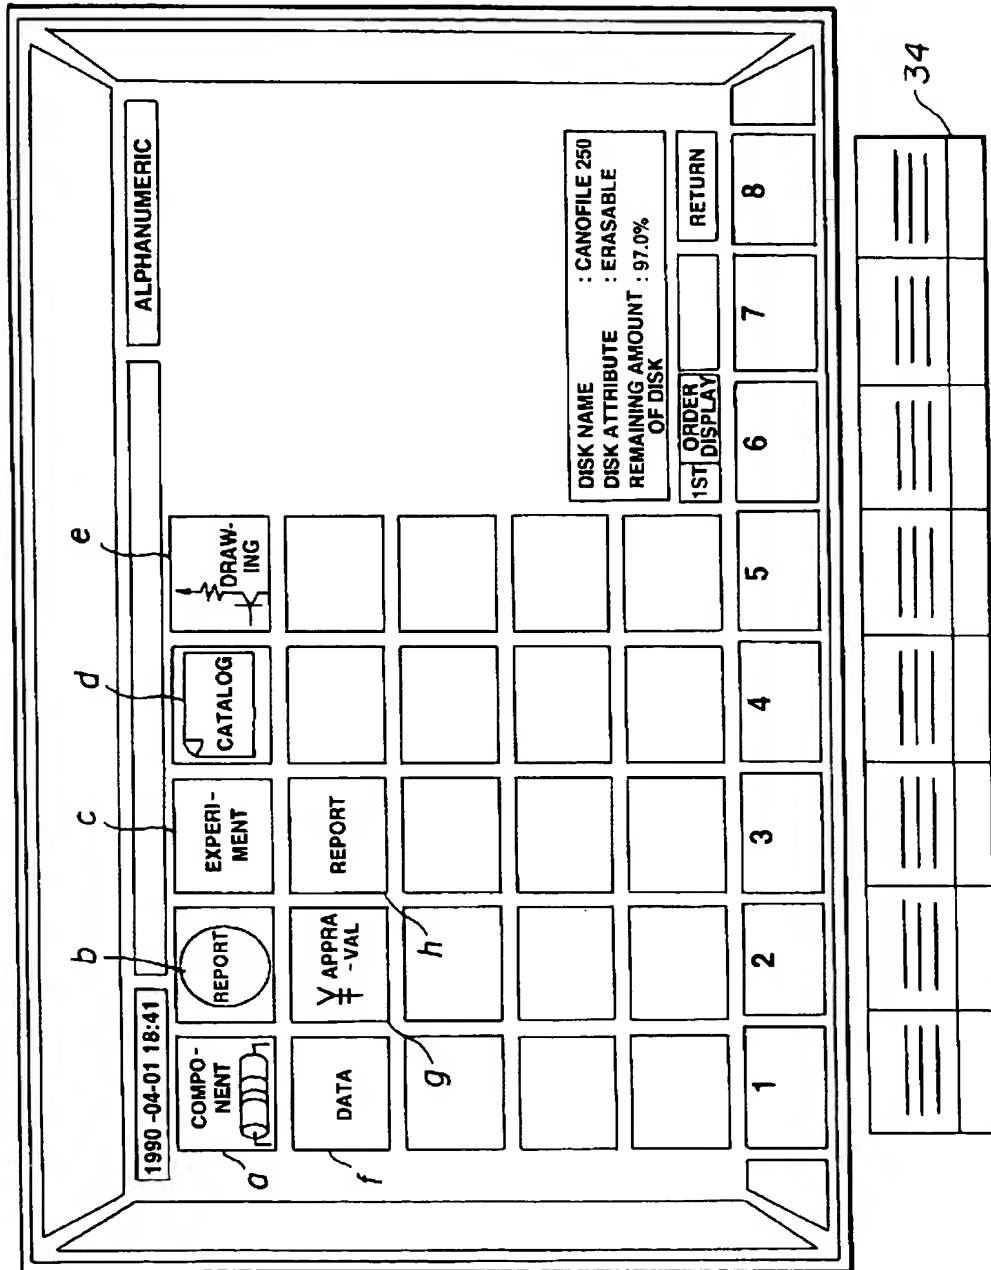 1990-04-01 18:41
ALPHANUMERIC
a
b
c
d
e
COMPO-
NENT
REPORT
EXPERI-
MENT
CATALOG
DRAW-
ING
f
g
h
DATA
¥ APPRA
-VAL
REPORT
DISK NAME : CANOFILE 250
DISK ATTRIBUTE : ERASABLE
REMAINING AMOUNT : 97.0%
OF DISK
1ST ORDER
DISPLAY
RETURN
1 2 3 4 5 6 7 8
34